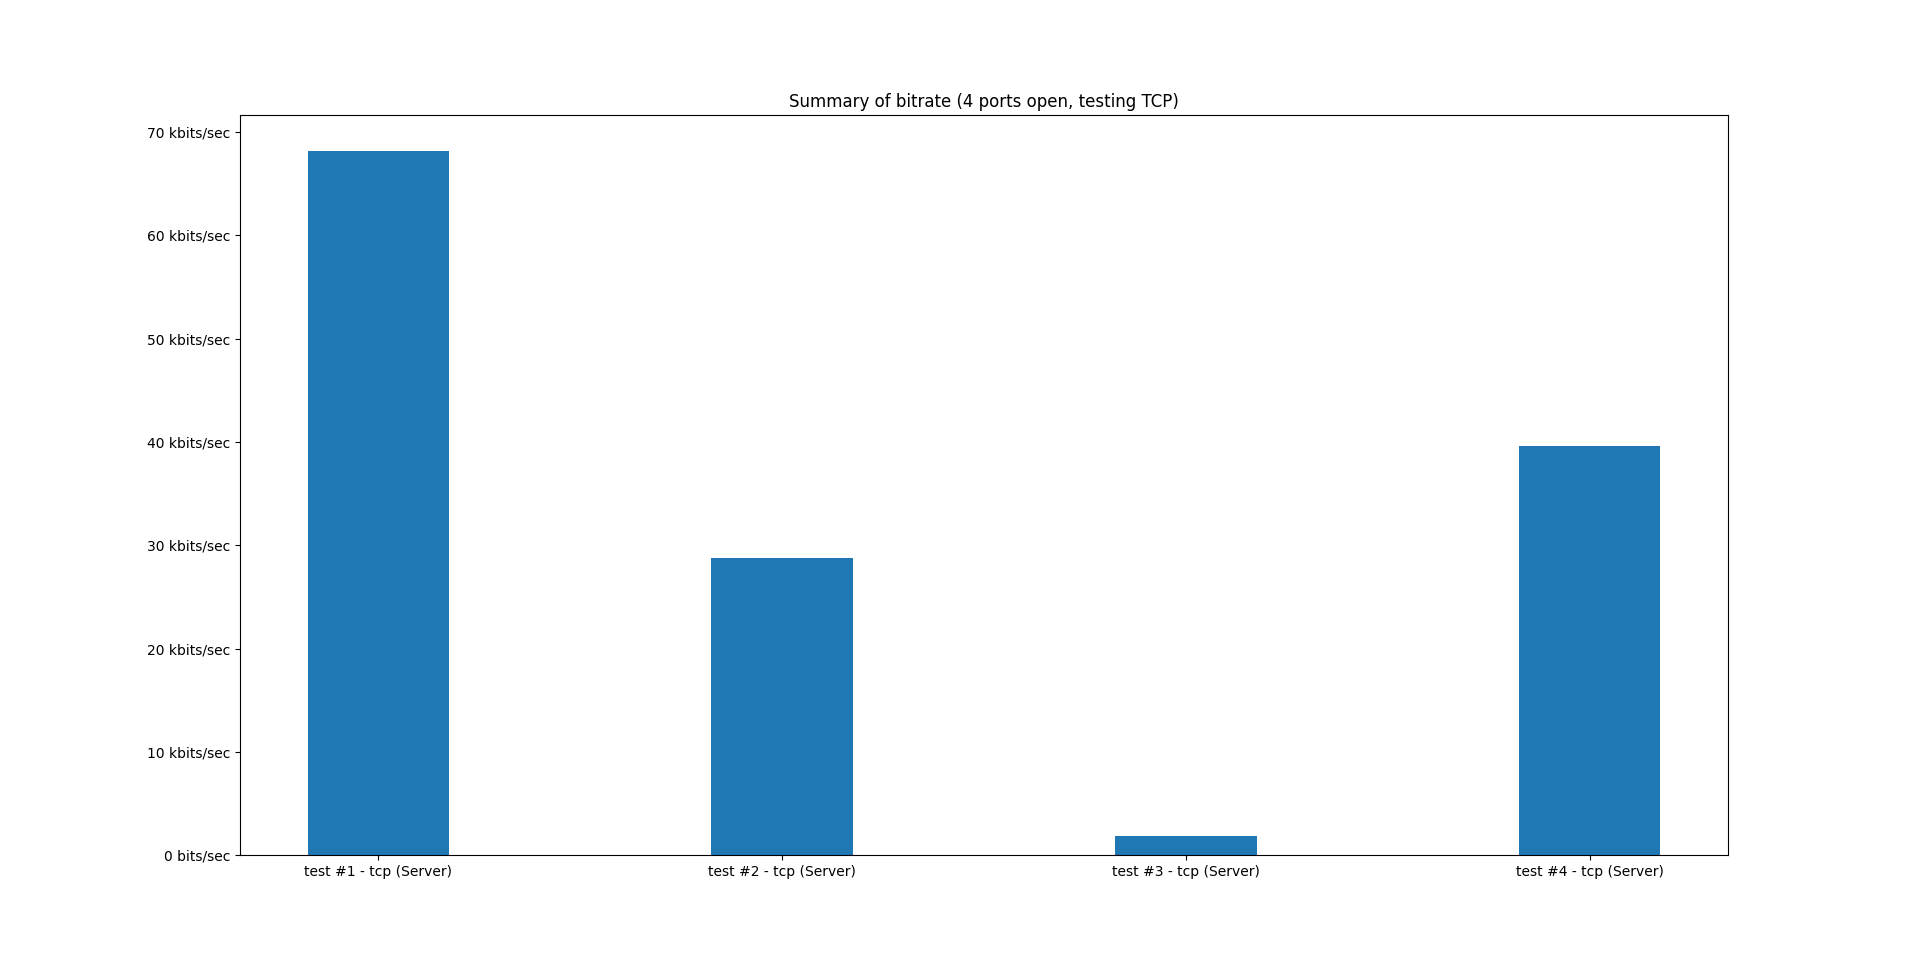 Summary of bitrate (4 ports open, testing TCP)
70 kbits/sec
60 kbits/sec
50 kbits/sec
40 kbits/sec
30 kbits/sec
20 kbits/sec
10 kbits/sec
0 bits/sec
test #1 - tcp (Server)
test #2 - tcp (Server)
test #3 - tcp (Server)
test #4 - tcp (Server)